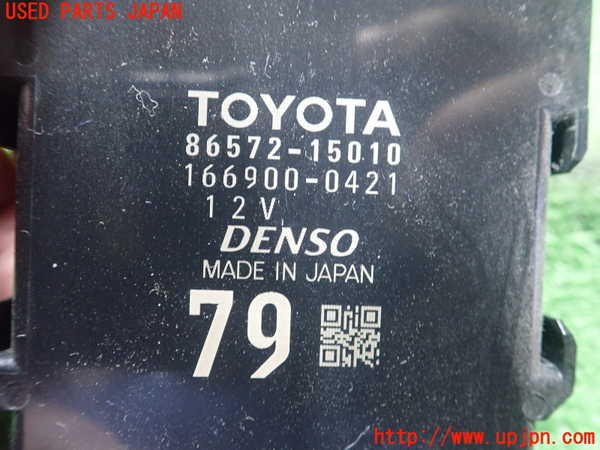 USED PARTS JAPAN
TOYOTA
86572-15010
166900-0421
12V
DENSO
MADE IN JAPAN
79
http://www.upjpn.com/